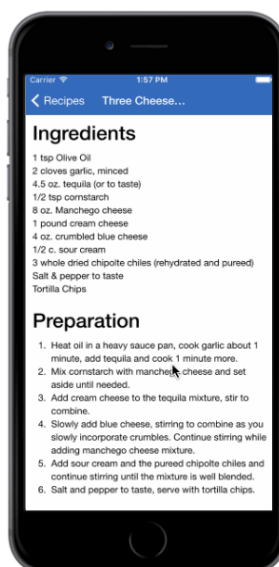 Carrier 1:57 PM
Recipes Three Cheese...
Ingredients
1 tsp Olive Oil
2 cloves garlic, minced
4.5 oz. tequila (or to taste)
1/2 tsp cornstarch
8 oz. Manchego cheese
1 pound cream cheese
4 oz. crumbled blue cheese
1/2 c. sour cream
3 whole dried chipolte chiles (rehydrated and pureed)
Salt & pepper to taste
Tortilla Chips
Preparation
1. Heat oil in a heavy sauce pan, cook garlic about 1
minute, add tequila and cook 1 minute more.
2. Mix cornstarch with manchego cheese and set
aside until needed.
3. Add cream cheese to the tequila mixture, stir to
combine.
4. Slowly add blue cheese, stirring to combine as you
slowly incorporate crumbles. Continue stirring while
adding manchego cheese mixture.
5. Add sour cream and the pureed chipolte chiles and
continue stirring until the mixture is well blended.
6. Salt and pepper to taste, serve with tortilla chips.